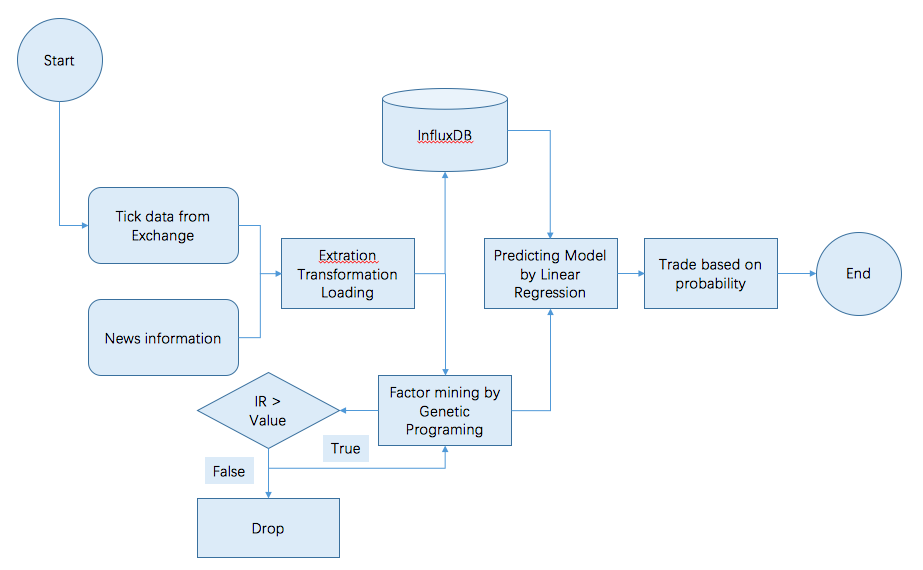 Start
InfluxDB
Tick data from
Exchange
Extration
Transformation
Loading
Predicting Model
by Linear
Regression
Trade based on
probability
End
News information
IR >
Value
Factor mining by
Genetic
Programing
True
False
Drop